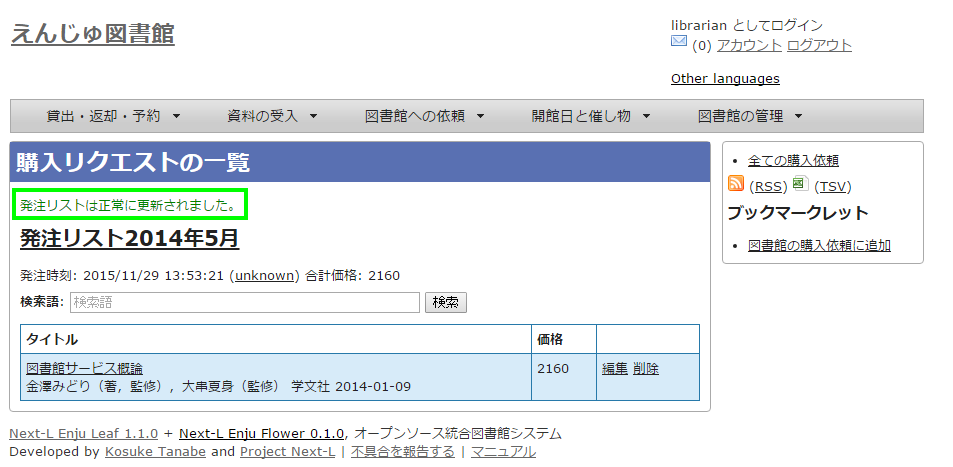 えんじゅ図書館
librarian としてログイン
(0) アカウント ログアウト
Other languages
貸出・返却・予約 資料の受入 図書館への依頼 開館日と催し物 図書館の管理
購入リクエストの一覧
発注リストは正常に更新されました。
発注リスト2014年5月
発注時刻: 2015/11/29 13:53:21 (unknown) 合計価格: 2160
検索語: 検索語 検索
タイトル 価格
図書館サービス概論 2160 編集 削除
金澤みどり（著，監修），大串夏身（監修） 学文社 2014-01-09
・ 全ての購入依頼
(RSS) (TSV)
ブックマークレット
・ 図書館の購入依頼に追加
Next-L Enju Leaf 1.1.0 + Next-L Enju Flower 0.1.0, オープンソース統合図書館システム
Developed by Kosuke Tanabe and Project Next-L | 不具合を報告する | マニュアル